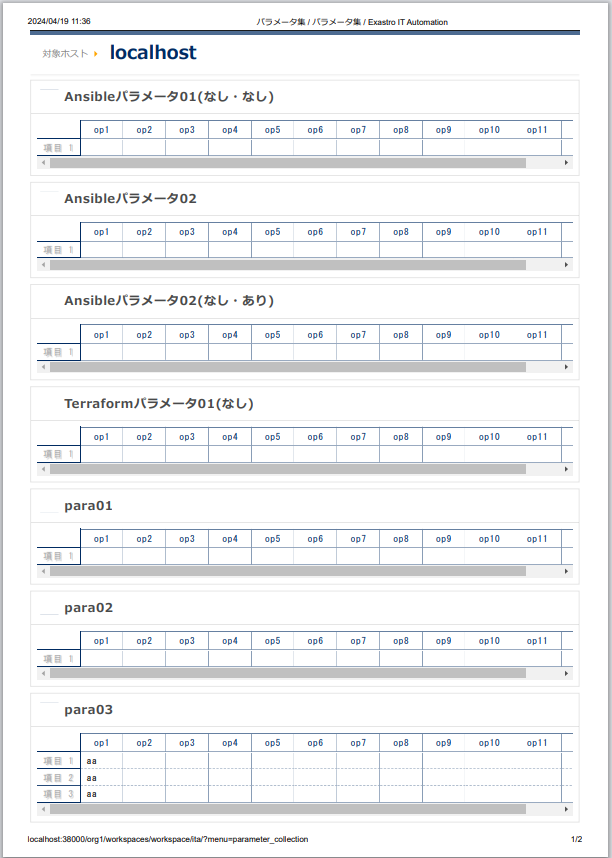 2024/04/19 11:36 パラメータ集 / パラメータ集 / Exastro IT Automation
対象ホスト localhost
Ansibleパラメータ01(なし・なし)
op1 op2 op3 op4 op5 op6 op7 op8 op9 op10 op11
項目 1
Ansibleパラメータ02
op1 op2 op3 op4 op5 op6 op7 op8 op9 op10 op11
項目 1
Ansibleパラメータ02(なし・あり)
op1 op2 op3 op4 op5 op6 op7 op8 op9 op10 op11
項目 1
Terraformパラメータ01(なし)
op1 op2 op3 op4 op5 op6 op7 op8 op9 op10 op11
項目 1
para01
op1 op2 op3 op4 op5 op6 op7 op8 op9 op10 op11
項目 1
para02
op1 op2 op3 op4 op5 op6 op7 op8 op9 op10 op11
項目 1
para03
op1 op2 op3 op4 op5 op6 op7 op8 op9 op10 op11
項目 1 aa
項目 2 aa
項目 3 aa
localhost:38000/org1/workspaces/workspace/ita/?menu=parameter_collection 1/2